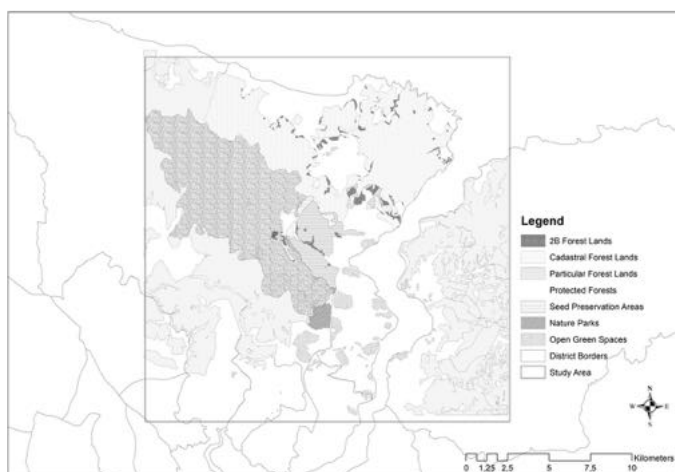 Legend
2B Forest Lands
Cadastral Forest Lands
Particular Forest Lands
Protected Forests
Seed Preservation Areas
Nature Parks
Open Green Spaces
District Borders
Study Area
N
W E
S
Kilometers
0 1.25 2.5 5 7.5 10